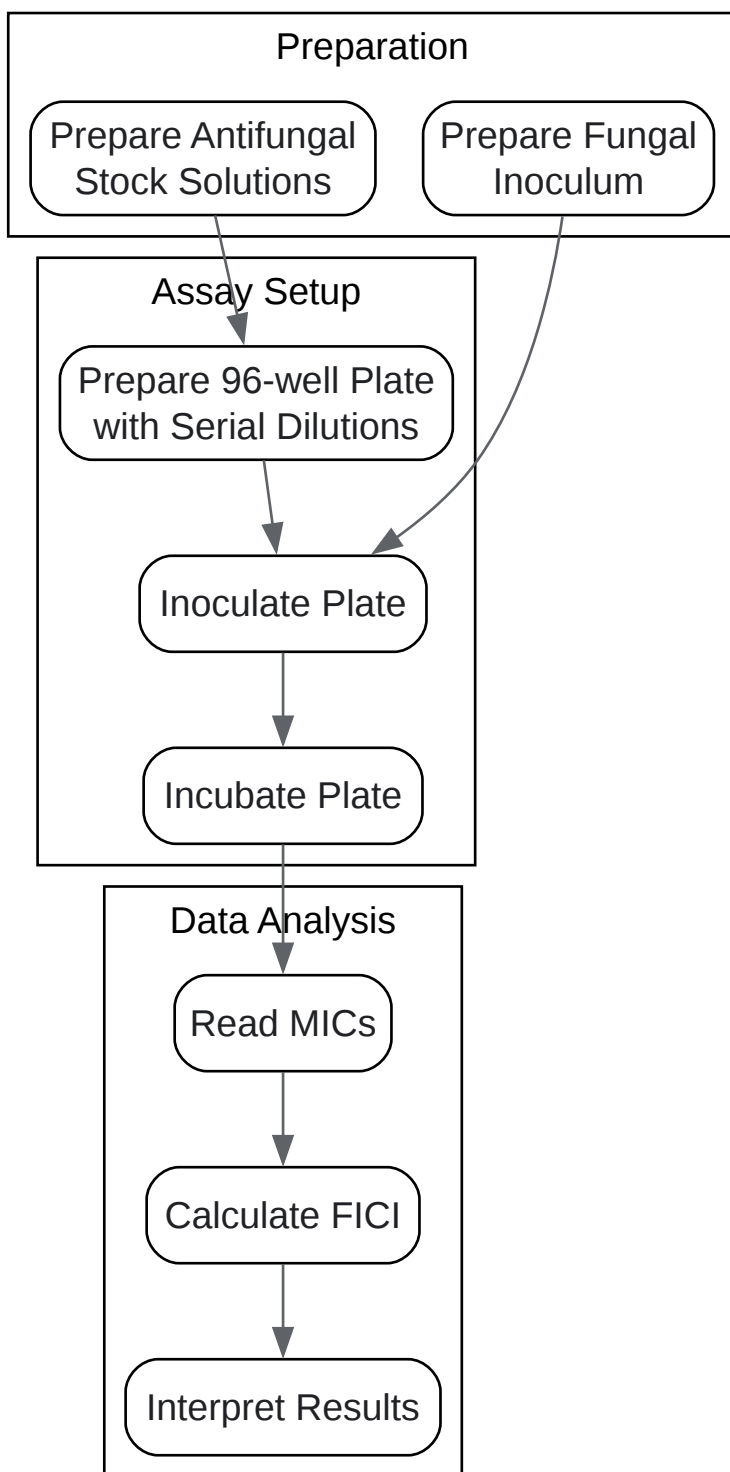 Preparation
Prepare Antifungal
Stock Solutions
Prepare Fungal
Inoculum
Assay Setup
Prepare 96-well Plate
with Serial Dilutions
Inoculate Plate
Incubate Plate
Data Analysis
Read MICs
Calculate FICI
Interpret Results